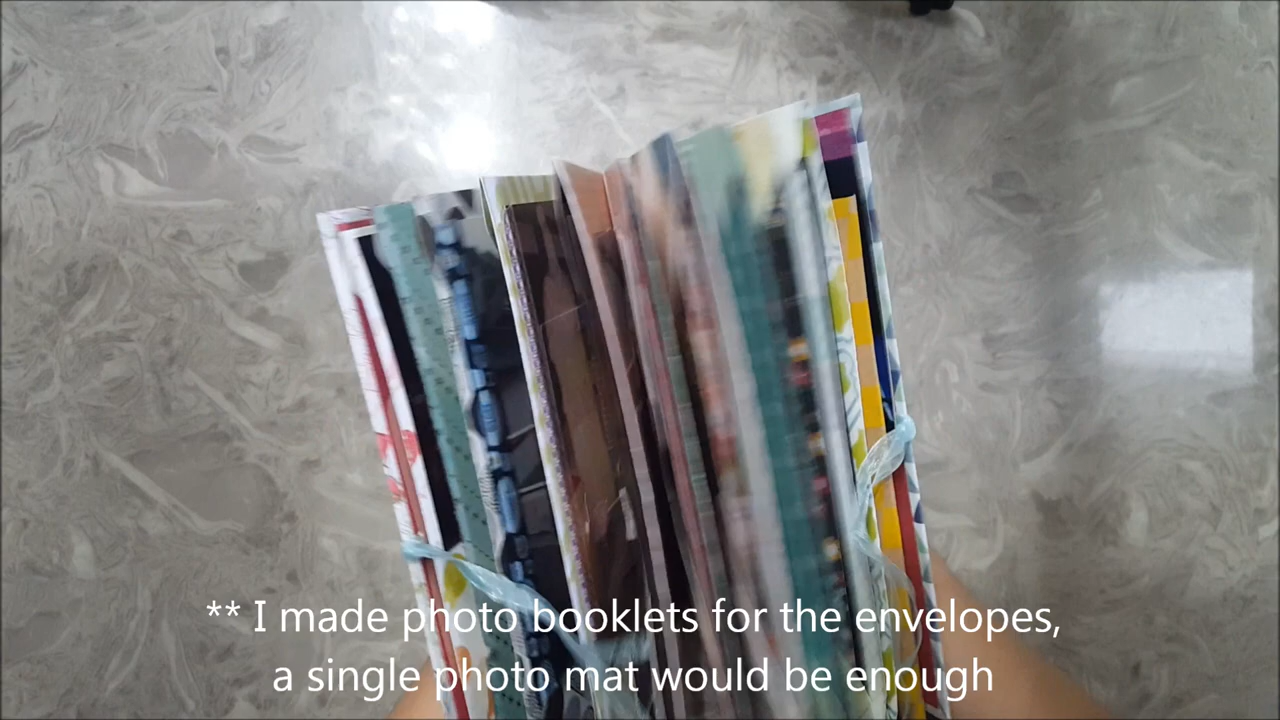 ** I made photo booklets for the envelopes,
a single photo mat would be enough